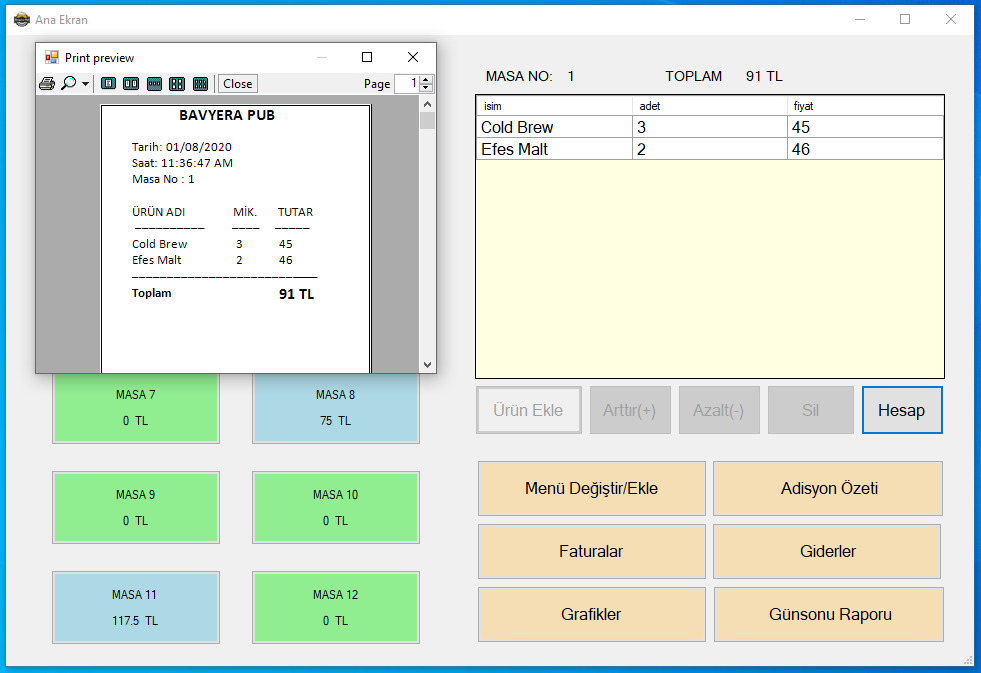 Ana Ekran
Print preview
Close
Page 1
BAVYERA PUB
Tarih: 01/08/2020
Saat: 11:36:47 AM
Masa No : 1
ÜRÜN ADI MİK. TUTAR
Cold Brew 3 45
Efes Malt 2 46
Toplam 91 TL
MASA 7
0 TL
MASA 8
75 TL
MASA 9
0 TL
MASA 10
0 TL
MASA 11
117.5 TL
MASA 12
0 TL
MASA NO: 1 TOPLAM 91 TL
isim adet fiyat
Cold Brew 3 45
Efes Malt 2 46
Ürün Ekle Arttır(+) Azalt(-) Sil Hesap
Menü Değiştir/Ekle Adisyon Özeti
Faturalar Giderler
Grafikler Günsonu Raporu